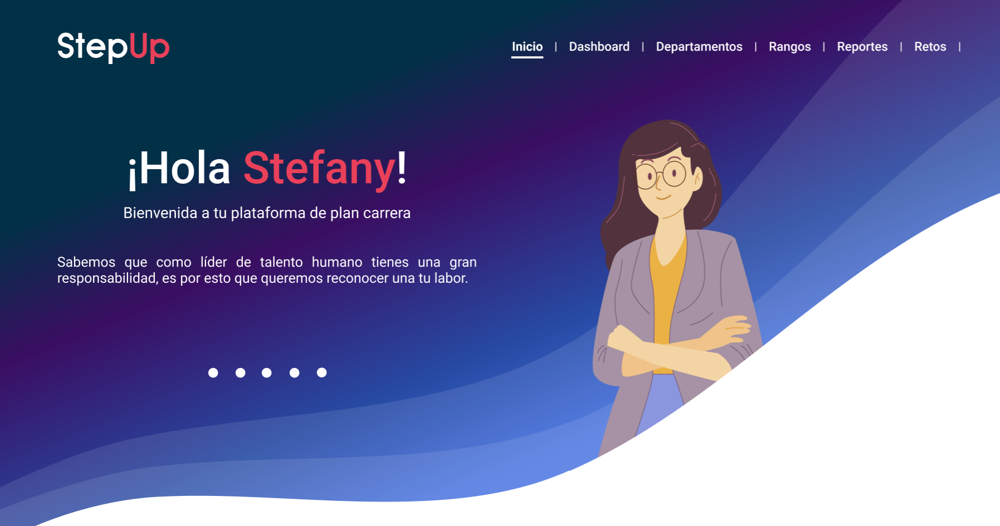 StepUp
Inicio | Dashboard | Departamentos | Rangos | Reportes | Retos |
¡Hola Stefany!
Bienvenida a tu plataforma de plan carrera
Sabemos que como líder de talento humano tienes una gran
responsabilidad, es por esto que queremos reconocer una tu labor.